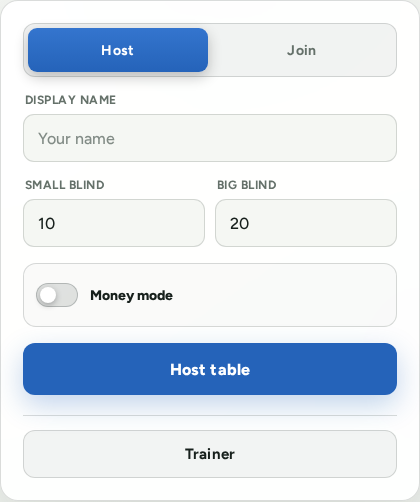 Host Join
DISPLAY NAME
Your name
SMALL BLIND BIG BLIND
10 20
Money mode
Host table
Trainer